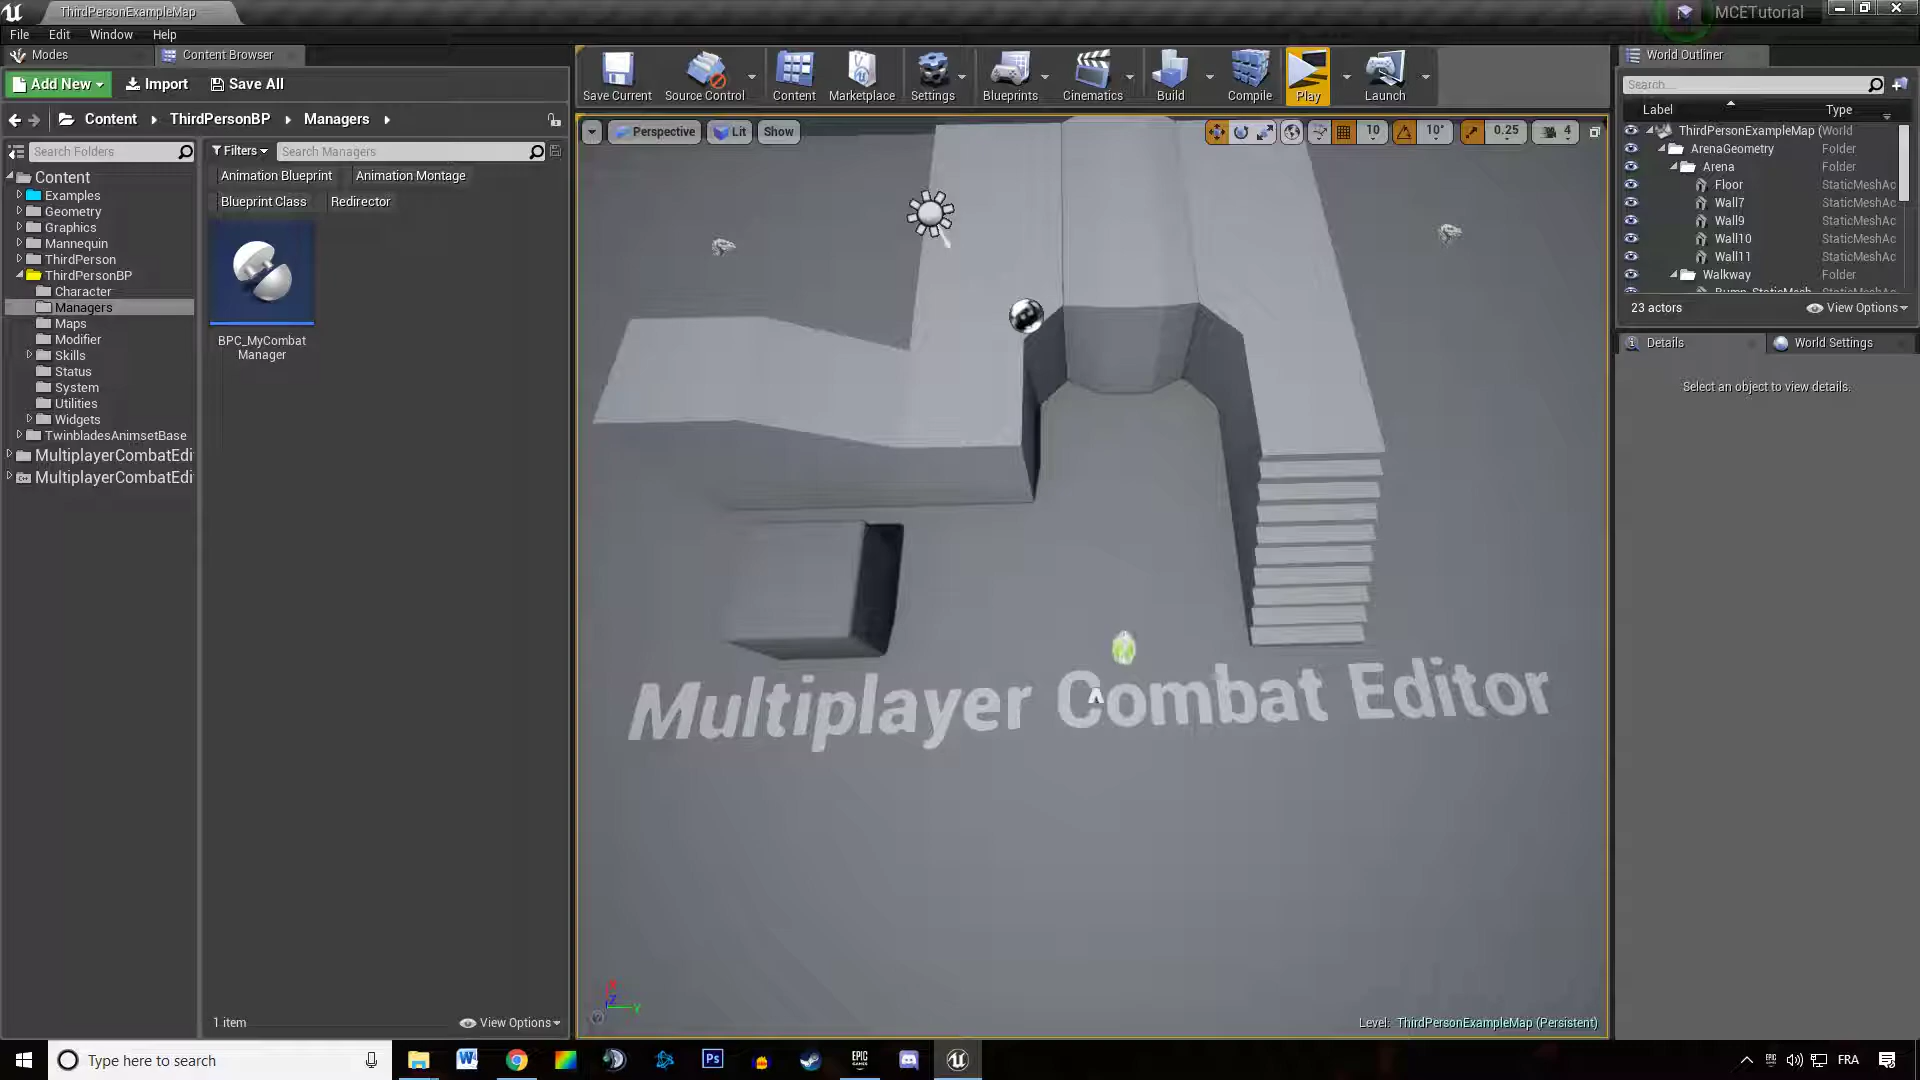 ThirdPersonExampleMap
MCETutorial
File Edit Window Help
Modes Content Browser
Add New Import Save All
Content ThirdPersonBP Managers
Search Folders
Filters Search Managers
Animation Blueprint Animation Montage
Blueprint Class Redirector
Content
Examples
Geometry
Graphics
Mannequin
ThirdPerson
ThirdPersonBP
Character
Managers
Maps
Modifier
Skills
Status
System
Utilities
Widgets
TwinbladesAnimsetBase
MultiplayerCombatEdi
MultiplayerCombatEdi
BPC_MyCombat
Manager
1 item View Options
Save Current Source Control Content Marketplace Settings Blueprints Cinematics Build Compile Play Launch
Perspective Lit Show
10 10° 0.25 4
Multiplayer Combat Editor
X
Z
Y
Level: ThirdPersonExampleMap (Persistent)
World Outliner
Search...
Label Type
ThirdPersonExampleMap (World
ArenaGeometry Folder
Arena Folder
Floor StaticMeshAc
Wall7 StaticMeshAc
Wall9 StaticMeshAc
Wall10 StaticMeshAc
Wall11 StaticMeshAc
Walkway Folder
Bump_StaticMesh StaticMeshAc
23 actors View Options
Details World Settings
Select an object to view details.
Type here to search
W Ps EPIC GAMES
FRA